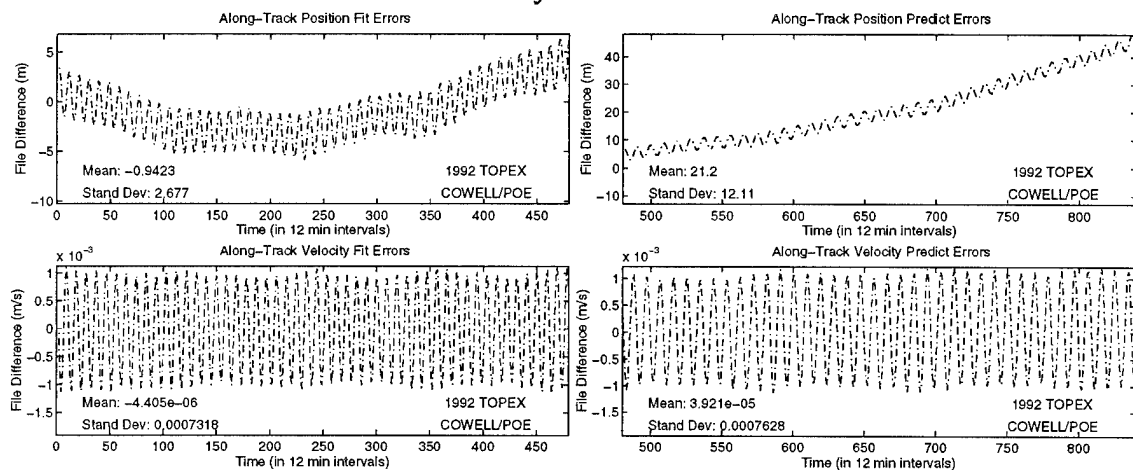 y
Along-Track Position Fit Errors
File Difference (m)
5
0
-5
-10
Mean: -0.9423
Stand Dev: 2.677
1992 TOPEX
COWELL/POE
0 50 100 150 200 250 300 350 400 450
Time (in 12 min intervals)
Along-Track Position Predict Errors
File Difference (m)
40
30
20
10
0
-10
Mean: 21.2
Stand Dev: 12.11
1992 TOPEX
COWELL/POE
500 550 600 650 700 750 800
Time (in 12 min intervals)
x 10^-3
Along-Track Velocity Fit Errors
File Difference (m/s)
1
0.5
0
-0.5
-1
-1.5
Mean: -4.405e-06
Stand Dev: 0.0007318
1992 TOPEX
COWELL/POE
0 50 100 150 200 250 300 350 400 450
Time (in 12 min intervals)
x 10^-3
Along-Track Velocity Predict Errors
File Difference (m/s)
1
0.5
0
-0.5
-1
-1.5
Mean: 3.921e-05
Stand Dev: 0.0007628
1992 TOPEX
COWELL/POE
500 550 600 650 700 750 800
Time (in 12 min intervals)